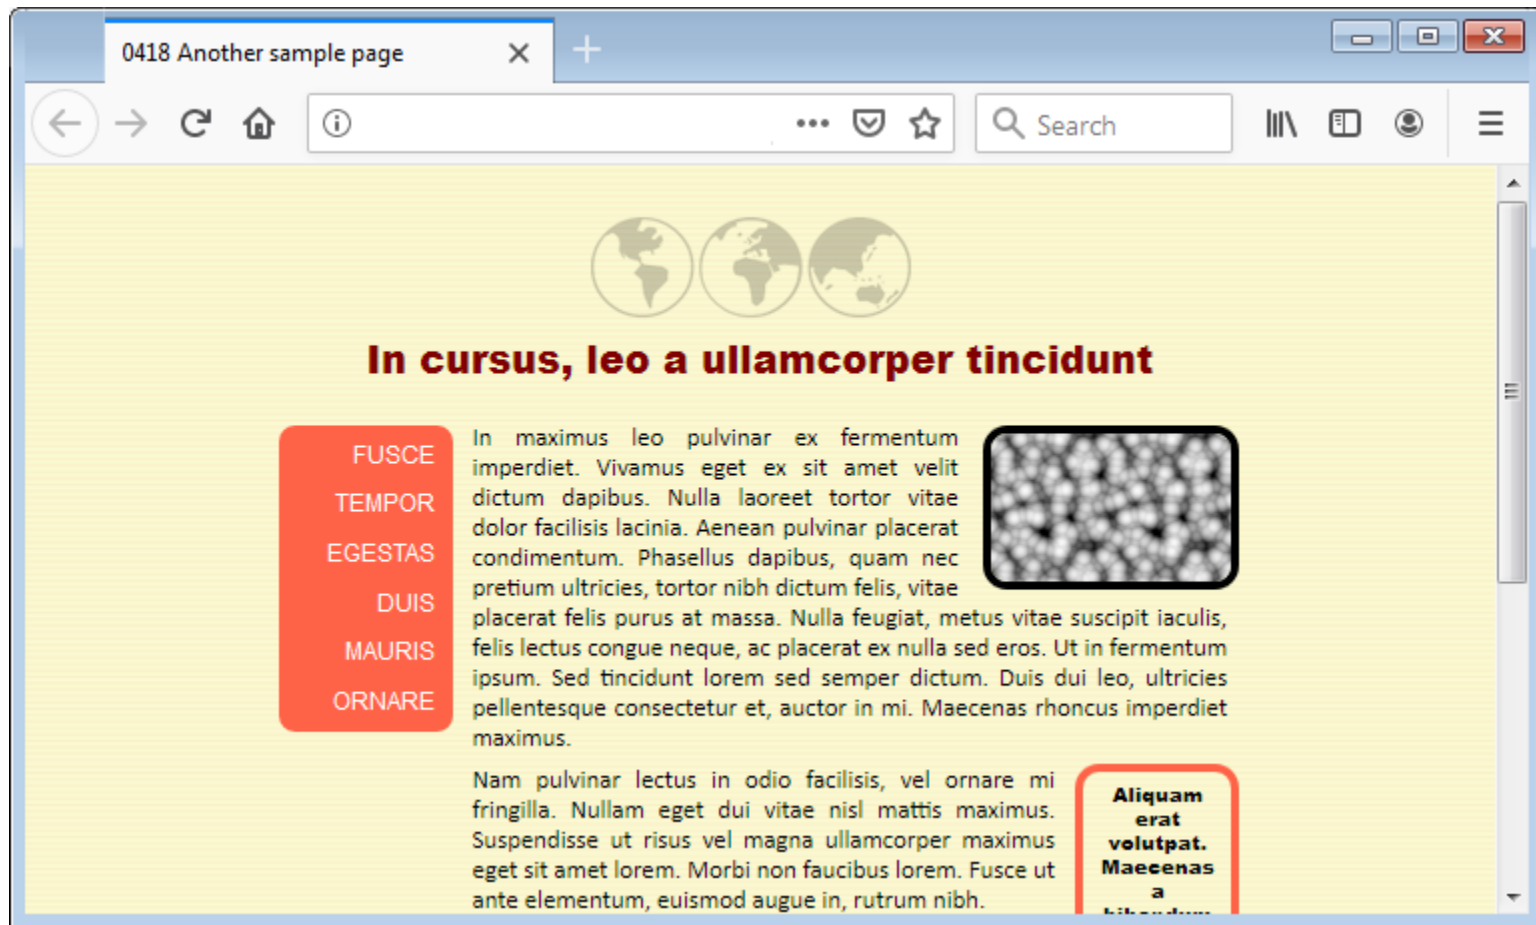 0418 Another sample page
Search
In cursus, leo a ullamcorper tincidunt
FUSCE
TEMPOR
EGESTAS
DUIS
MAURIS
ORNARE
In maximus leo pulvinar ex fermentum
imperdiet. Vivamus eget ex sit amet velit
dictum dapibus. Nulla laoreet tortor vitae
dolor facilisis lacinia. Aenean pulvinar placerat
condimentum. Phasellus dapibus, quam nec
pretium ultricies, tortor nibh dictum felis, vitae
placerat felis purus at massa. Nulla feugiat, metus vitae suscipit iaculis,
felis lectus congue neque, ac placerat ex nulla sed eros. Ut in fermentum
ipsum. Sed tincidunt lorem sed semper dictum. Duis dui leo, ultricies
pellentesque consectetur et, auctor in mi. Maecenas rhoncus imperdiet
maximus.
Nam pulvinar lectus in odio facilisis, vel ornare mi
fringilla. Nullam eget dui vitae nisl mattis maximus.
Suspendisse ut risus vel magna ullamcorper maximus
eget sit amet lorem. Morbi non faucibus lorem. Fusce ut
ante elementum, euismod augue in, rutrum nibh.
Aliquam
erat
volutpat.
Maecenas
a